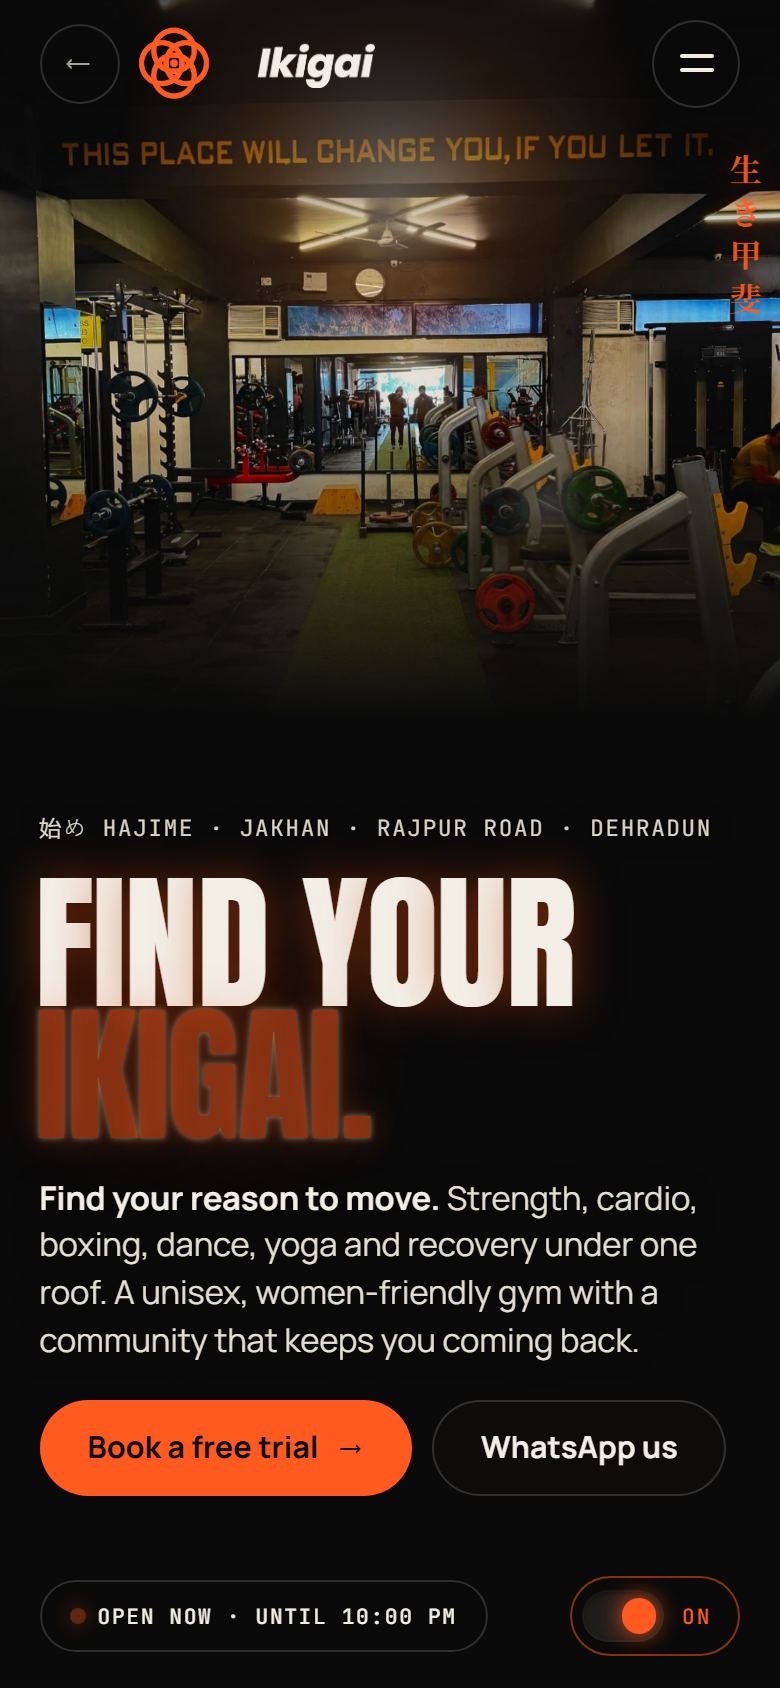 ←
Ikigai
THIS PLACE WILL CHANGE YOU, IF YOU LET IT.
生き甲斐
始め HAJIME · JAKHAN · RAJPUR ROAD · DEHRADUN
FIND YOUR
IKIGAI.
Find your reason to move. Strength, cardio,
boxing, dance, yoga and recovery under one
roof. A unisex, women-friendly gym with a
community that keeps you coming back.
Book a free trial →
WhatsApp us
OPEN NOW · UNTIL 10:00 PM
ON